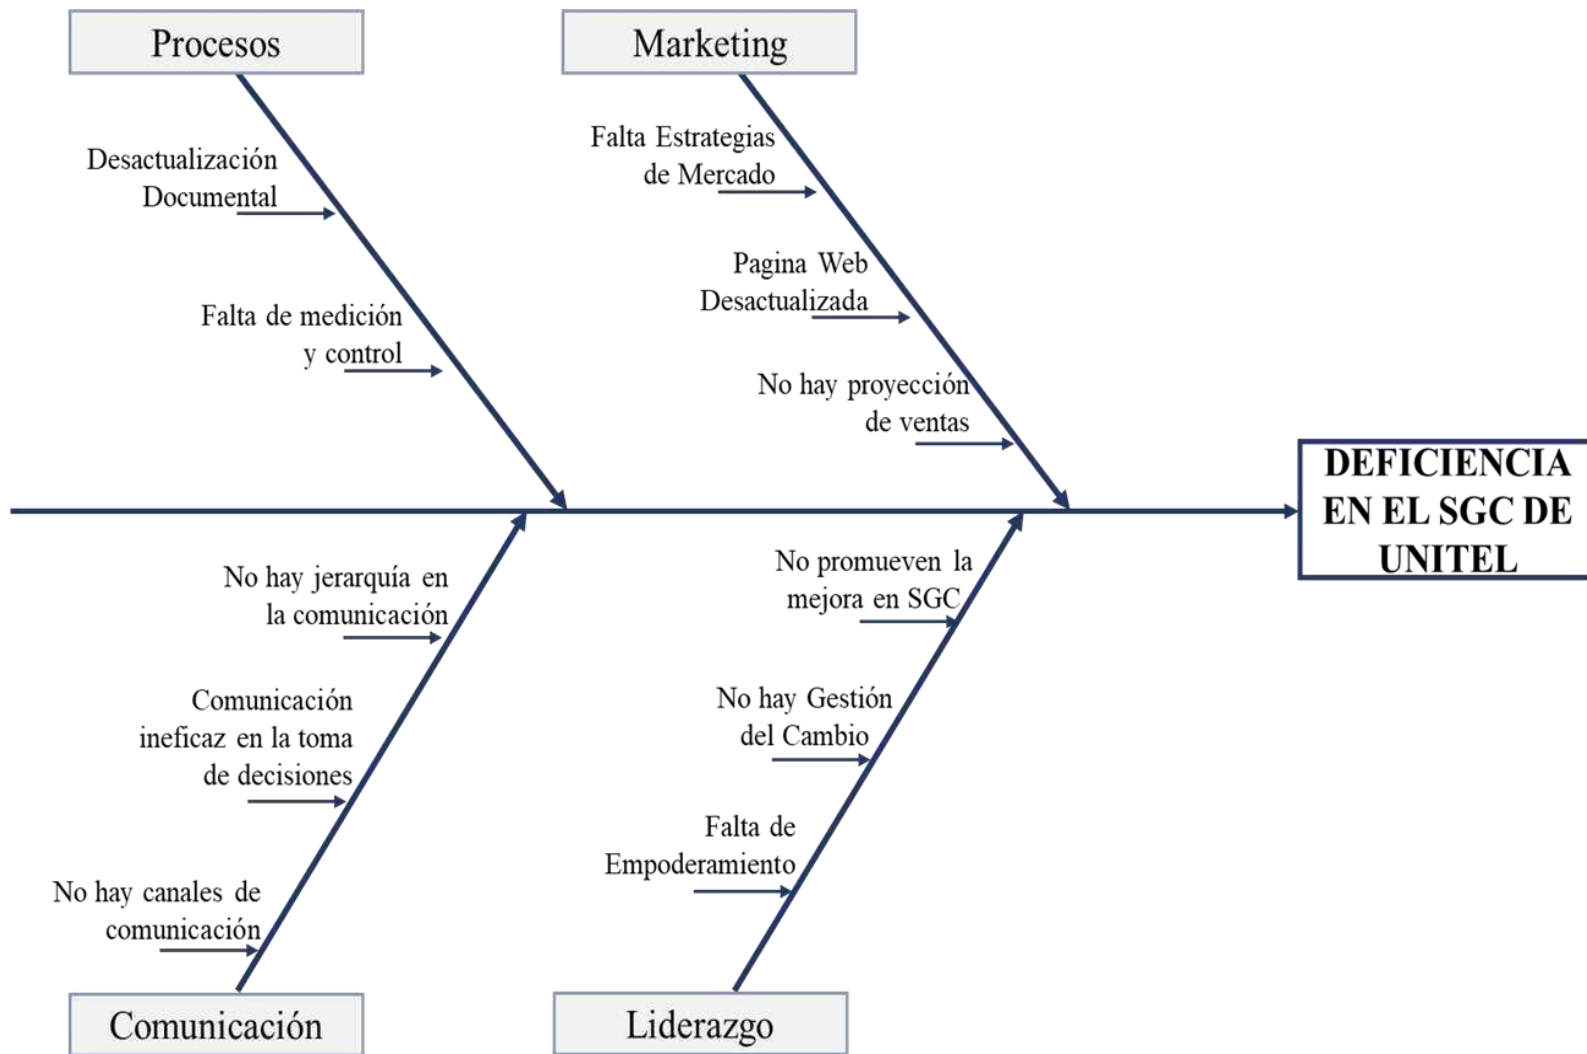 Procesos
Marketing
Desactualización
Documental
Falta de medición
y control
Falta Estrategias
de Mercado
Pagina Web
Desactualizada
No hay proyección
de ventas
DEFICIENCIA
EN EL SGC DE
UNITEL
No hay jerarquía en
la comunicación
Comunicación
ineficaz en la toma
de decisiones
No hay canales de
comunicación
No promueven la
mejora en SGC
No hay Gestión
del Cambio
Falta de
Empoderamiento
Comunicación
Liderazgo